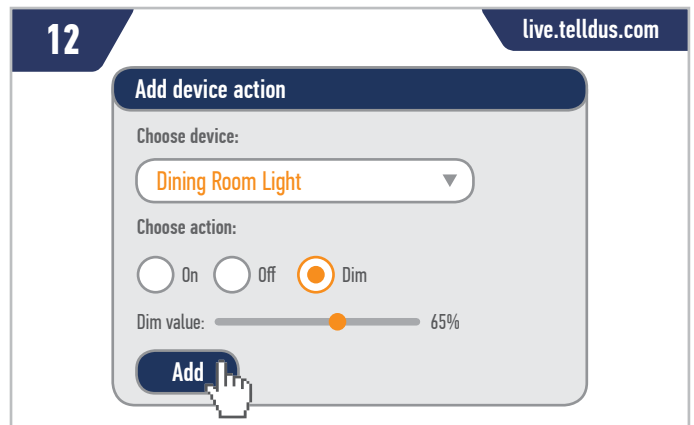 12
live.telldus.com
Add device action
Choose device:
Dining Room Light
Choose action:
On Off Dim
Dim value: 65%
Add